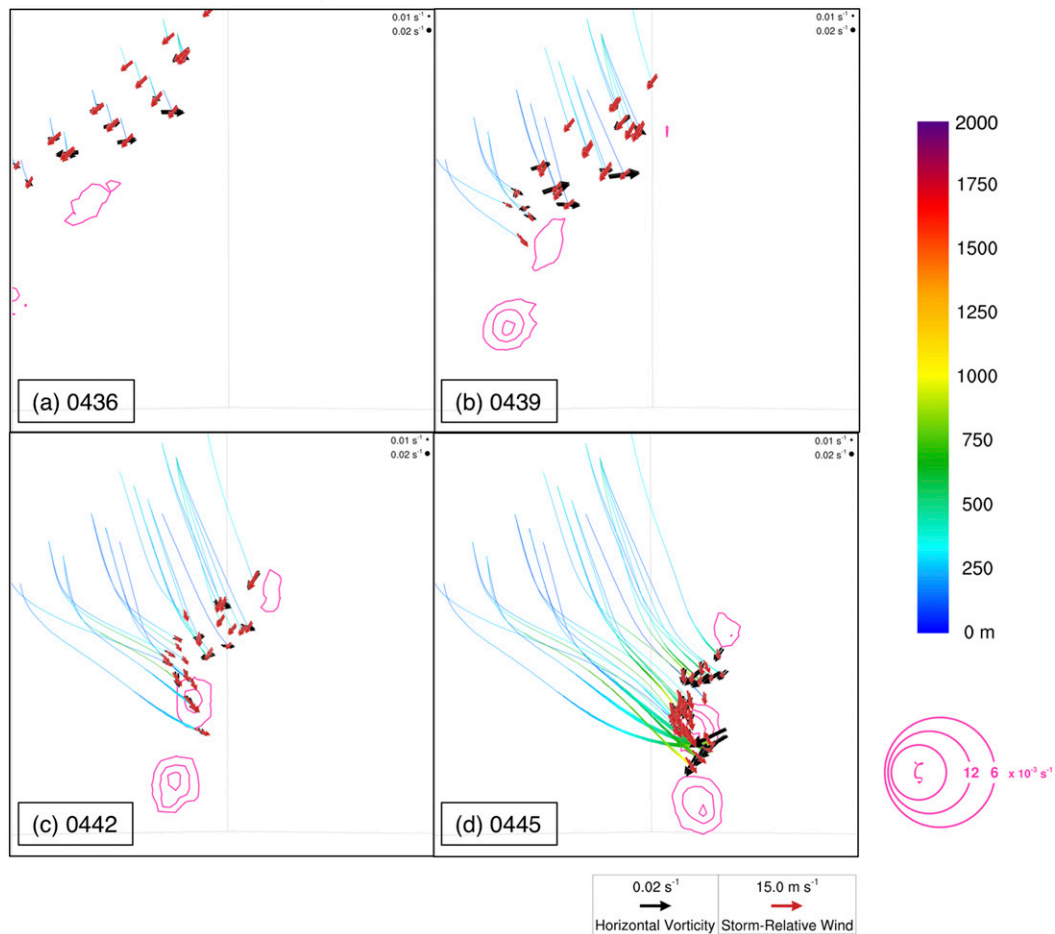 0.01 s⁻¹
0.02 s⁻¹
(a) 0436
0.01 s⁻¹
0.02 s⁻¹
(b) 0439
0.01 s⁻¹
0.02 s⁻¹
(c) 0442
0.01 s⁻¹
0.02 s⁻¹
(d) 0445
2000
1750
1500
1250
1000
750
500
250
0 m
ζ 12 6 x 10⁻³ s⁻¹
0.02 s⁻¹
Horizontal Vorticity
15.0 m s⁻¹
Storm-Relative Wind